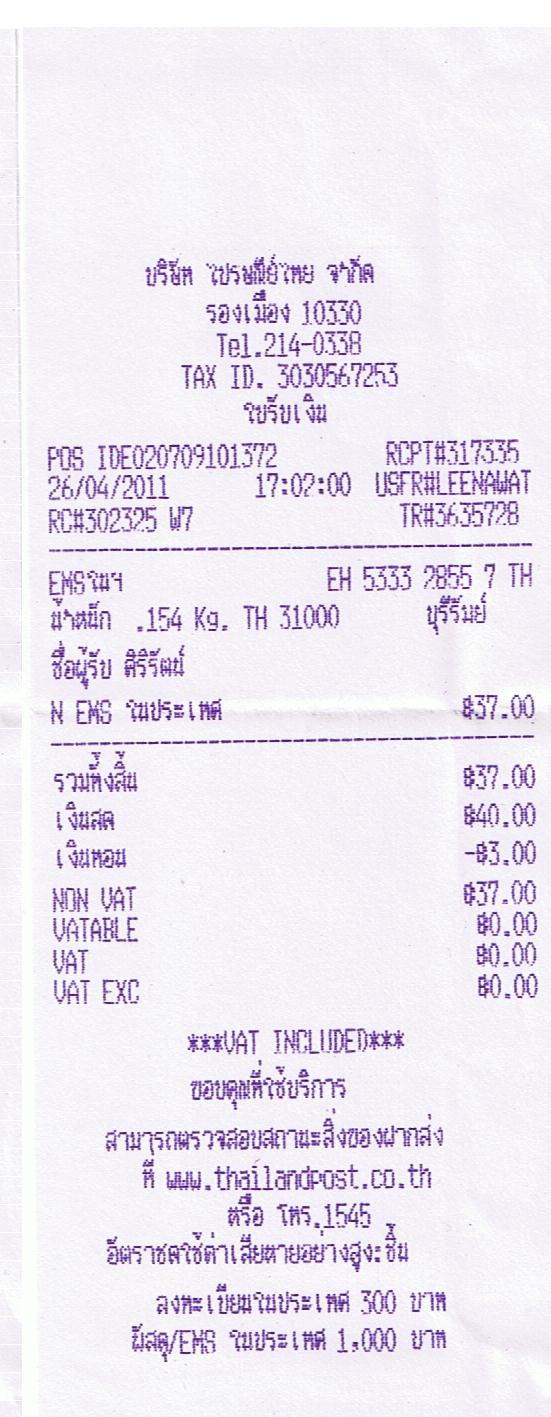 บริษัท ไปรษณีย์ไทย จำกัด
รองเมือง 10330
Tel.214-0338
TAX ID. 3030567253
ใบรับเงิน
POS IDE020709101372 RCPT#317335
26/04/2011 17:02:00 USER#LEENAWAT
RC#302325 W7 TR#3635728
EMSในฯ EH 5333 2855 7 TH
น้ำหนัก .154 Kg. TH 31000 บุรีรัมย์
ชื่อผู้รับ ศิริรัตน์
N EMS ในประเทศ ฿37.00
รวมทั้งสิ้น ฿37.00
เงินสด ฿40.00
เงินทอน -฿3.00
NON VAT ฿37.00
VATABLE ฿0.00
VAT ฿0.00
VAT EXC ฿0.00
***VAT INCLUDED***
ขอบคุณที่ใช้บริการ
สามารถตรวจสอบสถานะสิ่งของฝากส่ง
ที่ www.thailandpost.co.th
หรือ โทร.1545
อัตราชดใช้ค่าเสียหายอย่างสูง:ชิ้น
ลงทะเบียนในประเทศ 300 บาท
พัสดุ/EMS ในประเทศ 1,000 บาท